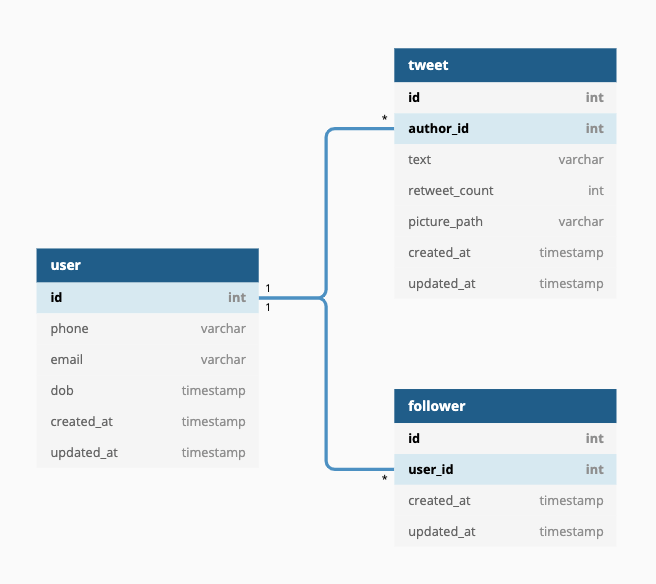 user
id int
phone varchar
email varchar
dob timestamp
created_at timestamp
updated_at timestamp
1
1
*
tweet
id int
author_id int
text varchar
retweet_count int
picture_path varchar
created_at timestamp
updated_at timestamp
*
follower
id int
user_id int
created_at timestamp
updated_at timestamp